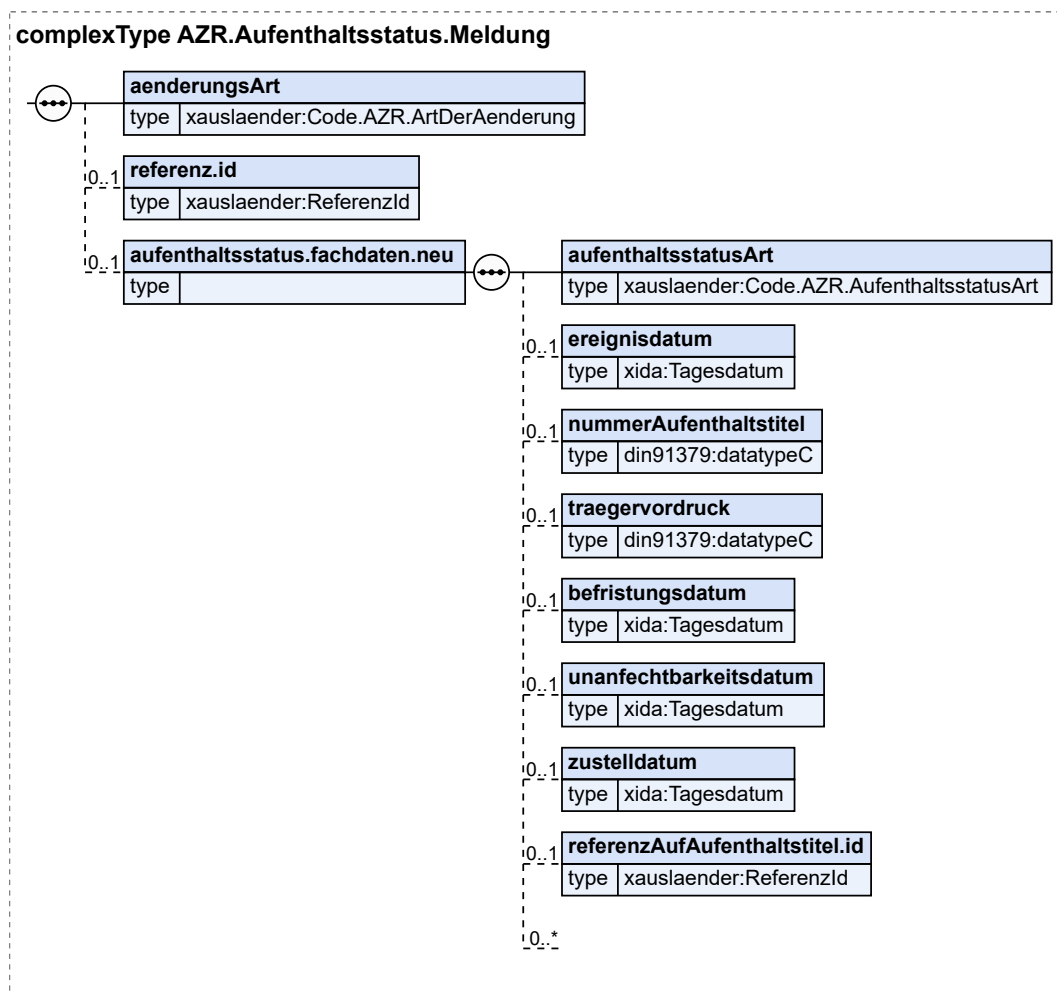 complexType AZR.Aufenthaltsstatus.Meldung
aenderungsArt
type xauslaender:Code.AZR.ArtDerAenderung
0..1 referenz.id
type xauslaender:ReferenzId
0..1 aufenthaltsstatus.fachdaten.neu
type
aufenthaltsstatusArt
type xauslaender:Code.AZR.AufenthaltsstatusArt
0..1 ereignisdatum
type xida:Tagesdatum
0..1 nummerAufenthaltstitel
type din91379:datatypeC
0..1 traegervordruck
type din91379:datatypeC
0..1 befristungsdatum
type xida:Tagesdatum
0..1 unanfechtbarkeitsdatum
type xida:Tagesdatum
0..1 zustelldatum
type xida:Tagesdatum
0..1 referenzAufAufenthaltstitel.id
type xauslaender:ReferenzId
0..*